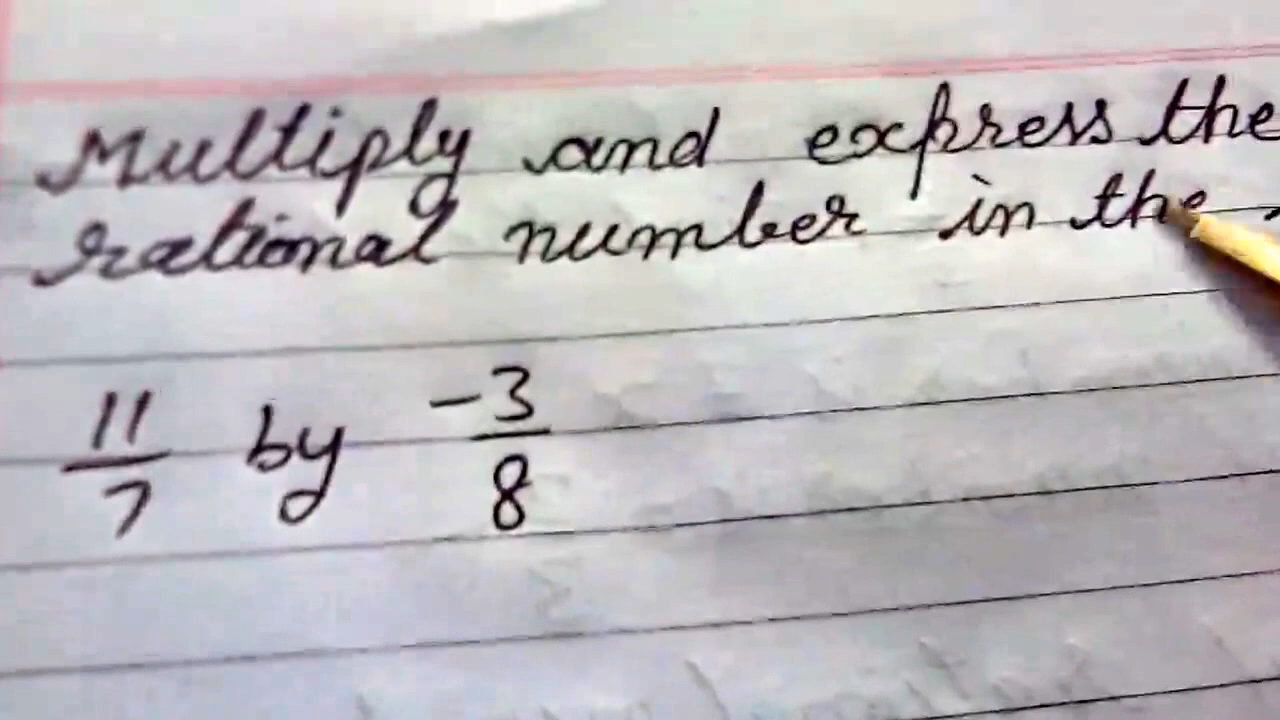 Multiply and express the
rational number in the
11/7 by -3/8